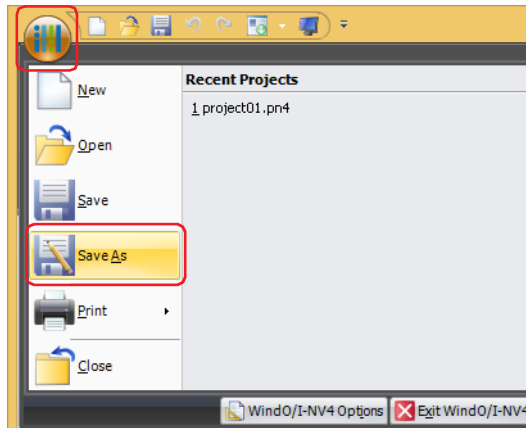 New
Recent Projects
1 project01.pn4
Open
Save
Save As
Print
Close
WindO/I-NV4 Options
Exit WindO/I-NV4